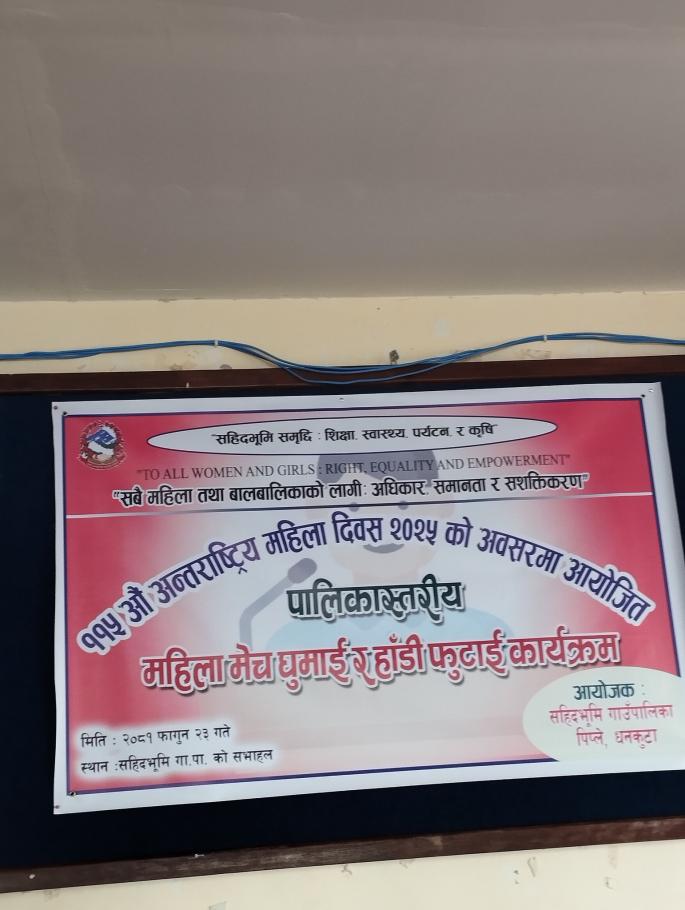 "सहिदभूमि समृद्धि : शिक्षा, स्वास्थ्य, पर्यटन, र कृषि"
"TO ALL WOMEN AND GIRLS : RIGHT, EQUALITY AND EMPOWERMENT"
"सबै महिला तथा बालबालिकाको लागी: अधिकार, समानता र सशक्तिकरण"
११५ औं अन्तराष्ट्रिय महिला दिवस २०२५ को अवसरमा आयोजित
पालिकास्तरीय
महिला मेच घुमाई र हाँडी फुटाई कार्यक्रम
मिति : २०८१ फागुन २३ गते
स्थान :सहिदभूमि गा.पा. को सभाहल
आयोजक :
सहिदभूमि गाउँपालिका
पिप्ले, धनकुटा